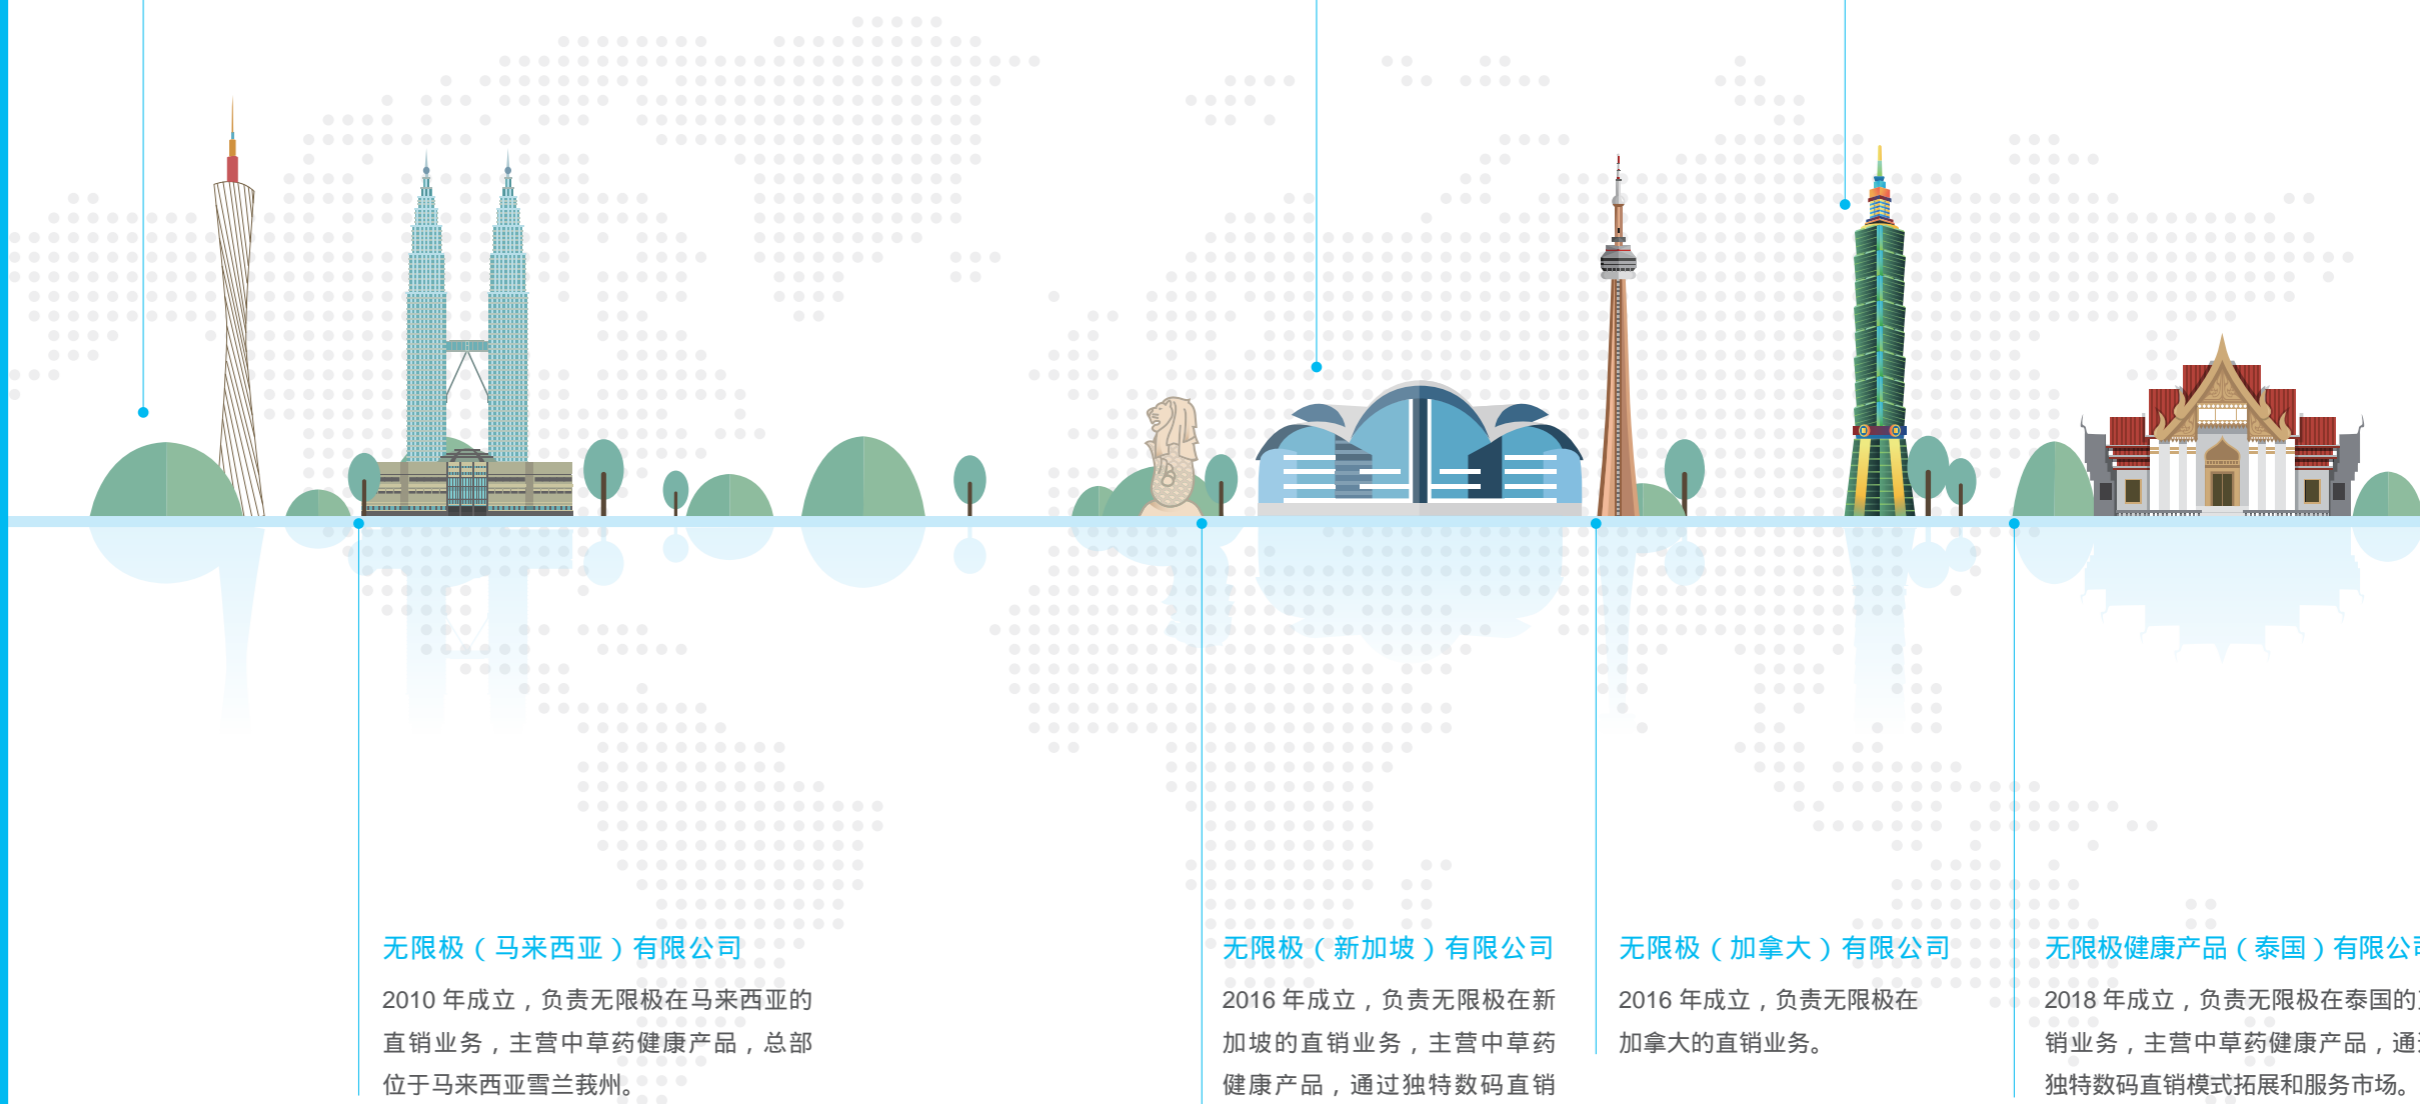 无限极（马来西亚）有限公司
2010 年成立，负责无限极在马来西亚的
直销业务，主营中草药健康产品，总部
位于马来西亚雪兰莪州。
无限极（新加坡）有限公司
2016 年成立，负责无限极在新
加坡的直销业务，主营中草药
健康产品，通过独特数码直销
无限极（加拿大）有限公司
2016 年成立，负责无限极在
加拿大的直销业务。
无限极健康产品（泰国）有限公司
2018 年成立，负责无限极在泰国的
销业务，主营中草药健康产品，通
独特数码直销模式拓展和服务市场。